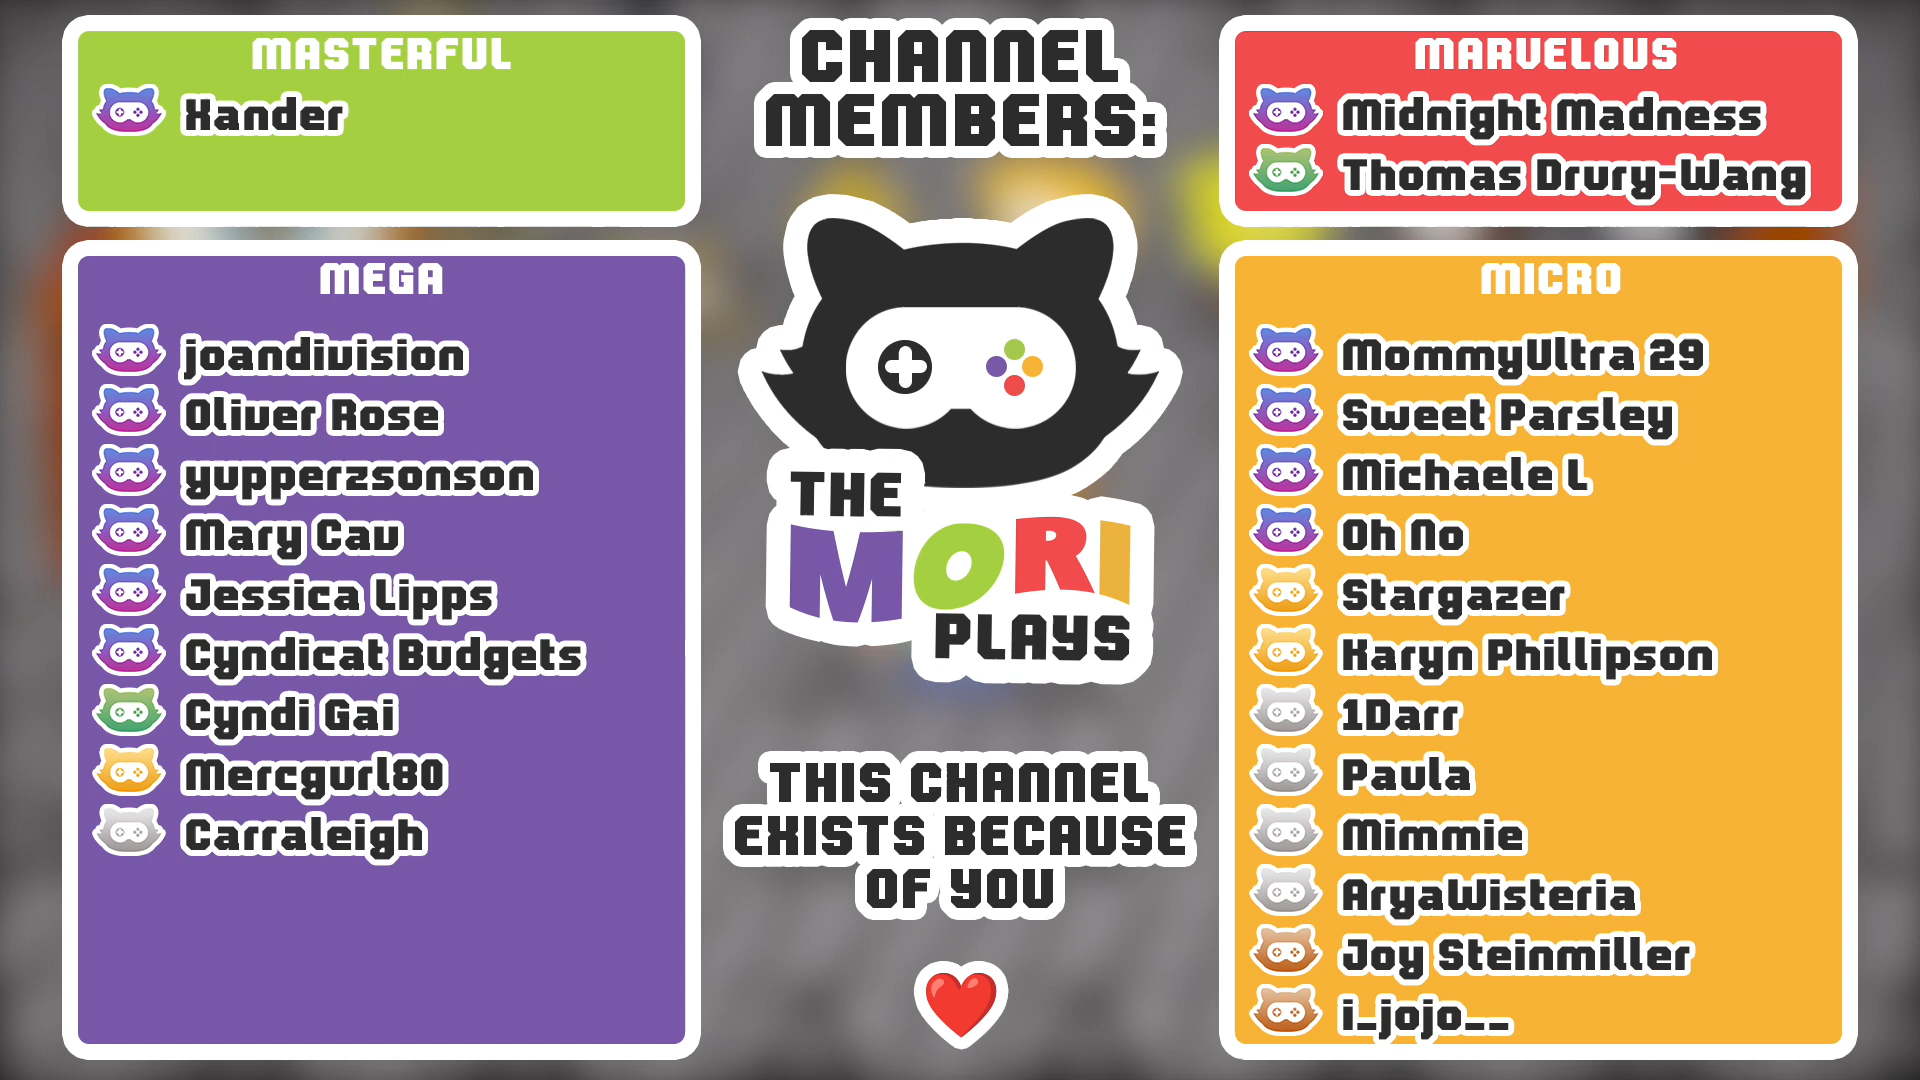 MASTERFUL
Xander
MEGA
joandivision
Oliver Rose
yupperzsonson
Mary Cav
Jessica Lipps
Cyndicat Budgets
Cyndi Gai
Mercgurl80
Carraleigh
CHANNEL
MEMBERS:
THE
MORI
PLAYS
THIS CHANNEL
EXISTS BECAUSE
OF YOU
MARVELOUS
Midnight Madness
Thomas Drury-Wang
MICRO
MommyUltra 29
Sweet Parsley
Michaele L
Oh No
Stargazer
Karyn Phillipson
1Darr
Paula
Mimmie
AryaWisteria
Joy Steinmiller
i_jojo__